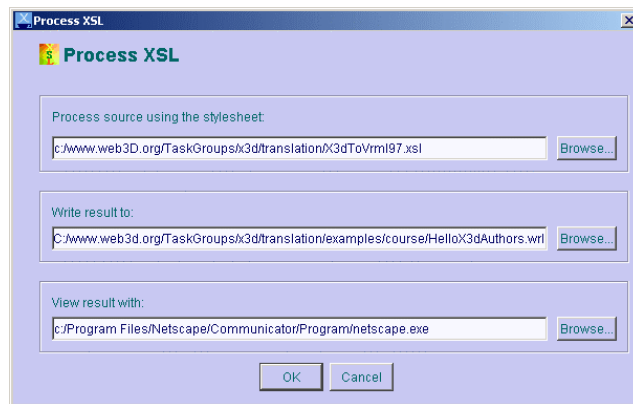 Process XSL
Process XSL
Process source using the stylesheet:
c:/www.web3D.org/TaskGroups/x3d/translation/X3dToVrml97.xsl
Browse...
Write result to:
C:/www.web3d.org/TaskGroups/x3d/translation/examples/course/HelloX3dAuthors.wrl
Browse...
View result with:
c:/Program Files/Netscape/Communicator/Program/netscape.exe
Browse...
OK Cancel